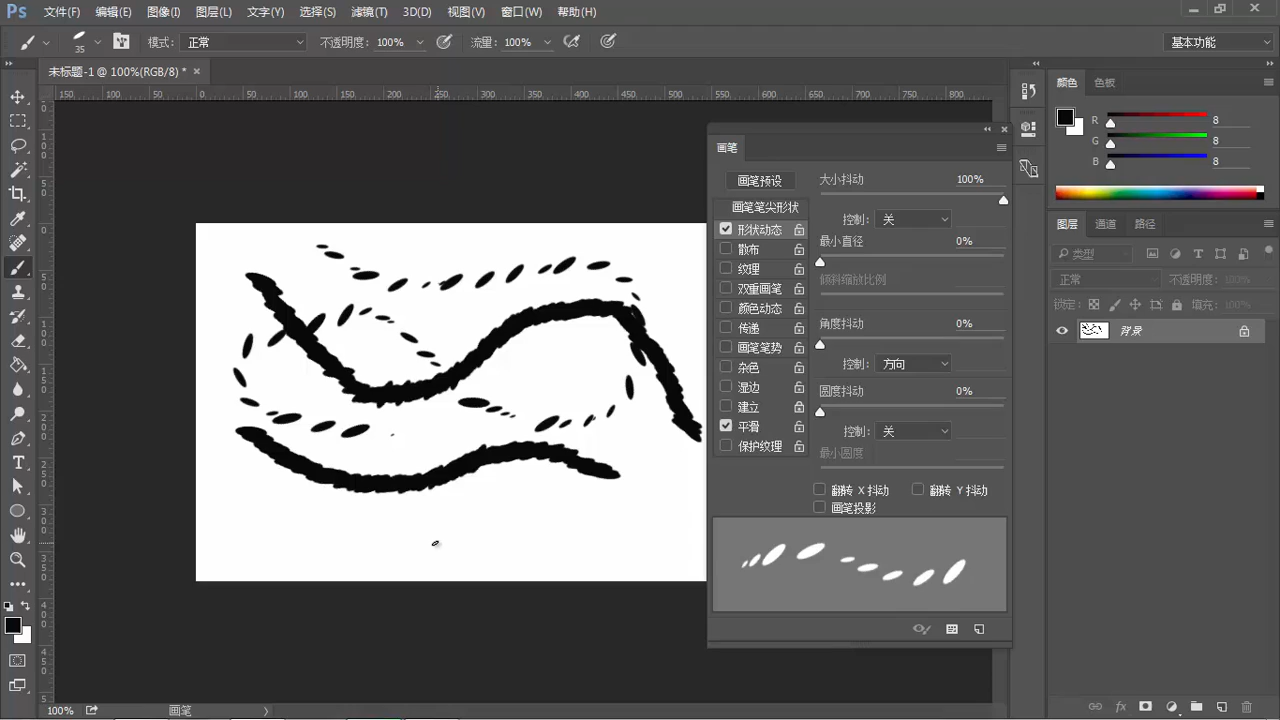 Ps 文件(F) 编辑(E) 图像(I) 图层(L) 文字(Y) 选择(S) 滤镜(T) 3D(D) 视图(V) 窗口(W) 帮助(H)
35 模式: 正常 不透明度: 100% 流量: 100% 基本功能
未标题-1 @ 100%(RGB/8) * ×
150 100 50 0 50 100 150 200 250 300 350 400 450 500 550 600 650 700 750 800
颜色 色板
R 8
G 8
B 8
画笔
画笔预设
画笔笔尖形状
形状动态
散布
纹理
双重画笔
颜色动态
传递
画笔笔势
杂色
湿边
建立
平滑
保护纹理
大小抖动 100%
控制: 关
最小直径 0%
倾斜缩放比例
角度抖动 0%
控制: 方向
圆度抖动 0%
控制: 关
最小圆度
翻转 X 抖动 翻转 Y 抖动
画笔投影
图层 通道 路径
类型
正常 不透明度: 100%
锁定: 填充: 100%
背景
100% 画笔